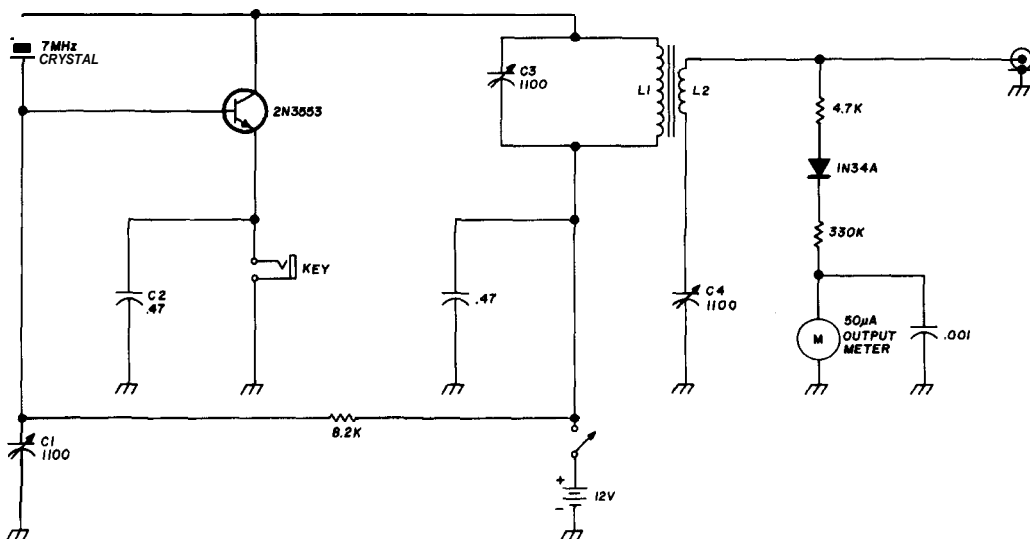 7MHz
CRYSTAL
2N3553
C3
1100
L1
L2
4.7K
1N34A
330K
C2
.47
KEY
.47
C4
1100
50µA
OUTPUT
METER
M
.001
8.2K
C1
1100
+
12V
-